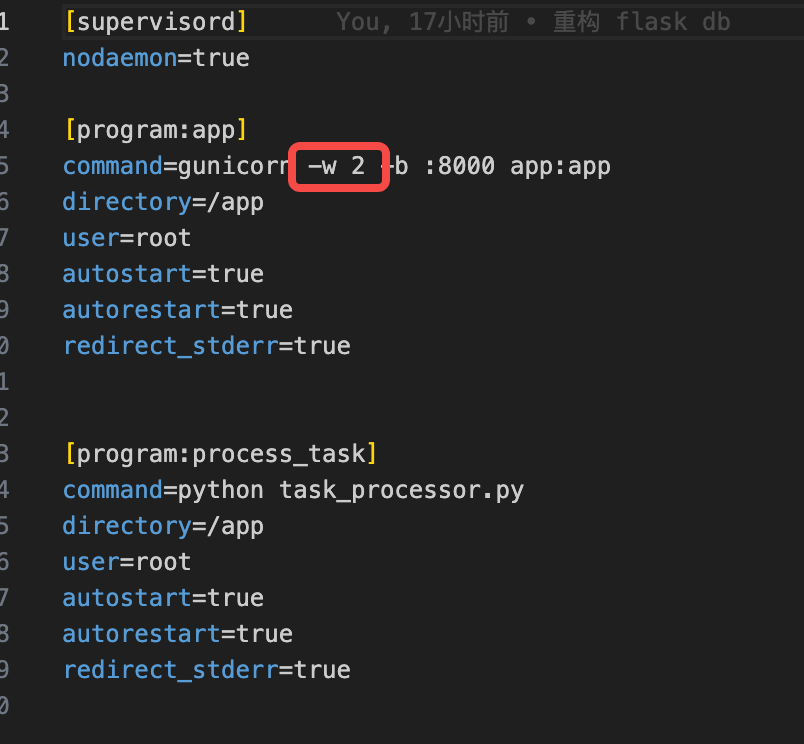 1 [supervisord] You, 17小时前 • 重构 flask db
2 nodaemon=true
3
4 [program:app]
5 command=gunicorn -w 2 -b :8000 app:app
6 directory=/app
7 user=root
8 autostart=true
9 autorestart=true
0 redirect_stderr=true
1
2
3 [program:process_task]
4 command=python task_processor.py
5 directory=/app
6 user=root
7 autostart=true
8 autorestart=true
9 redirect_stderr=true
0